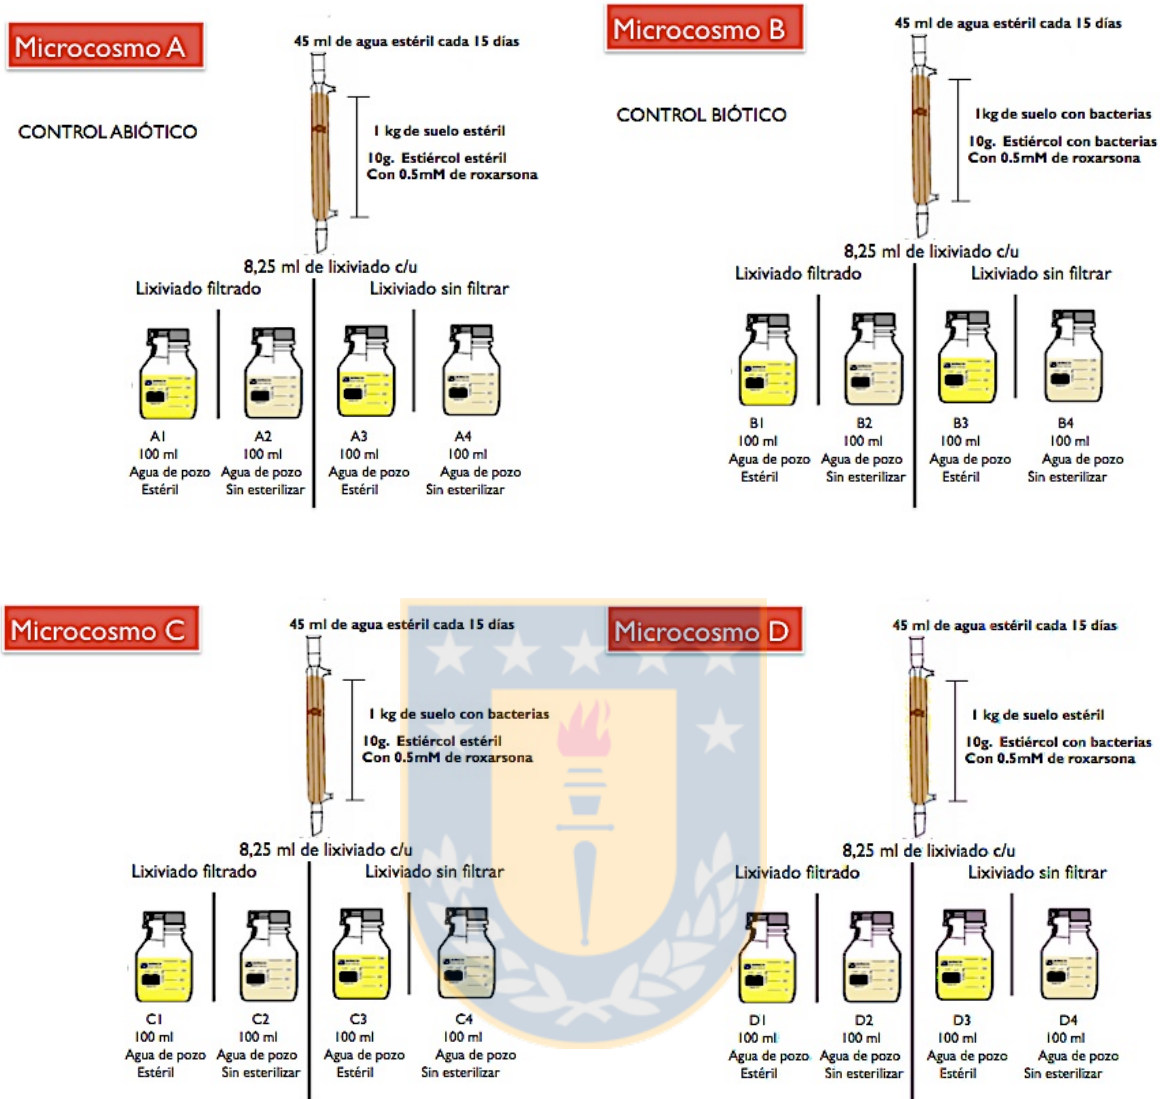 Microcosmo A
45 ml de agua estéril cada 15 días
CONTROL ABIÓTICO
1 kg de suelo estéril
10g. Estiércol estéril
Con 0.5mM de roxarsona
8,25 ml de lixiviado c/u
Lixiviado filtrado
Lixiviado sin filtrar
A1
100 ml
Agua de pozo
Estéril
A2
100 ml
Agua de pozo
Sin esterilizar
A3
100 ml
Agua de pozo
Estéril
A4
100 ml
Agua de pozo
Sin esterilizar
Microcosmo B
45 ml de agua estéril cada 15 días
CONTROL BIÓTICO
1kg de suelo con bacterias
10g. Estiércol con bacterias
Con 0.5mM de roxarsona
8,25 ml de lixiviado c/u
Lixiviado filtrado
Lixiviado sin filtrar
B1
100 ml
Agua de pozo
Estéril
B2
100 ml
Agua de pozo
Sin esterilizar
B3
100 ml
Agua de pozo
Estéril
B4
100 ml
Agua de pozo
Sin esterilizar
Microcosmo C
45 ml de agua estéril cada 15 días
1 kg de suelo con bacterias
10g. Estiércol estéril
Con 0.5mM de roxarsona
8,25 ml de lixiviado c/u
Lixiviado filtrado
Lixiviado sin filtrar
C1
100 ml
Agua de pozo
Estéril
C2
100 ml
Agua de pozo
Sin esterilizar
C3
100 ml
Agua de pozo
Estéril
C4
100 ml
Agua de pozo
Sin esterilizar
Microcosmo D
45 ml de agua estéril cada 15 días
1 kg de suelo estéril
10g. Estiércol con bacterias
Con 0.5mM de roxarsona
8,25 ml de lixiviado c/u
Lixiviado filtrado
Lixiviado sin filtrar
D1
100 ml
Agua de pozo
Estéril
D2
100 ml
Agua de pozo
Sin esterilizar
D3
100 ml
Agua de pozo
Estéril
D4
100 ml
Agua de pozo
Sin esterilizar